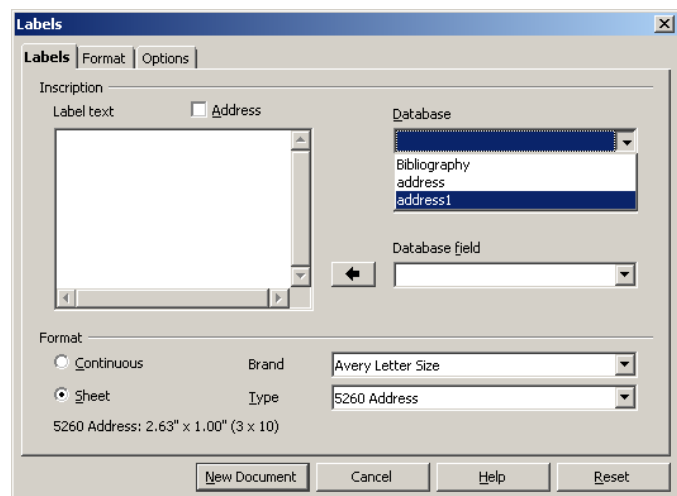 Labels
Labels Format Options
Inscription
Label text Address Database
Bibliography
address
address1
Database field
Format
Continuous Brand Avery Letter Size
Sheet Type 5260 Address
5260 Address: 2.63" x 1.00" (3 x 10)
New Document Cancel Help Reset